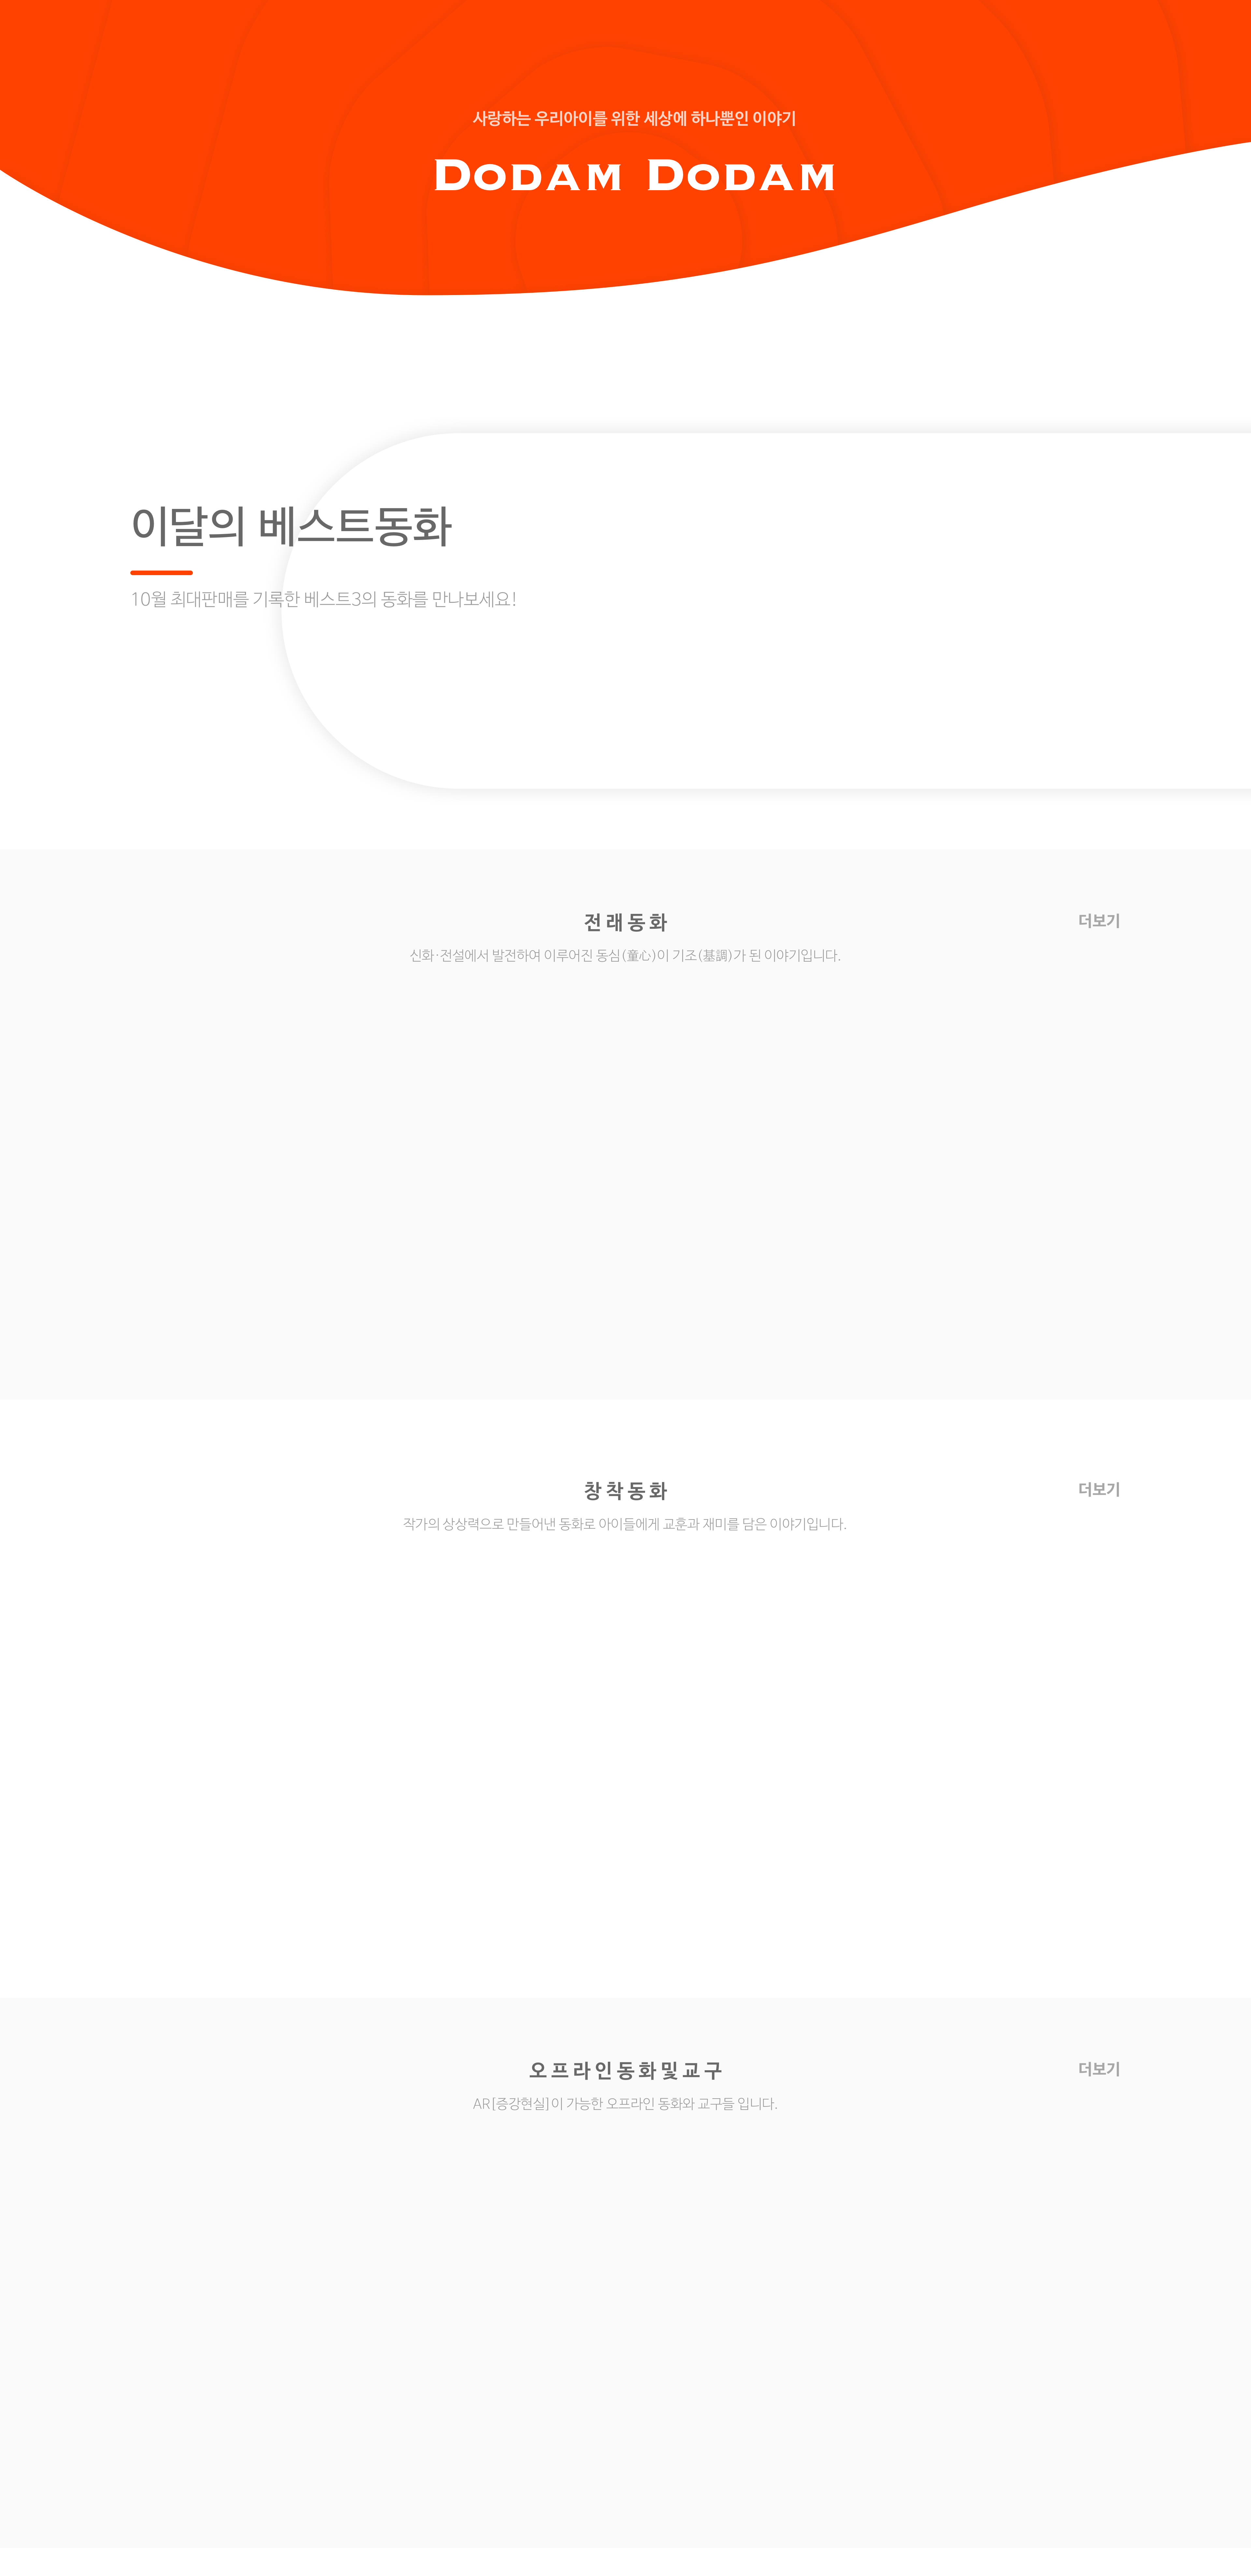 사랑하는 우리아이를 위한 세상에 하나뿐인 이야기
DODAM DODAM
이달의 베스트동화
10월 최대판매를 기록한 베스트3의 동화를 만나보세요!
전래동화
더보기
신화·전설에서 발전하여 이루어진 동심(童心)이 기조(基調)가 된 이야기입니다.
창착동화
더보기
작가의 상상력으로 만들어낸 동화로 아이들에게 교훈과 재미를 담은 이야기입니다.
오프라인동화및교구
더보기
AR[증강현실]이 가능한 오프라인 동화와 교구들 입니다.